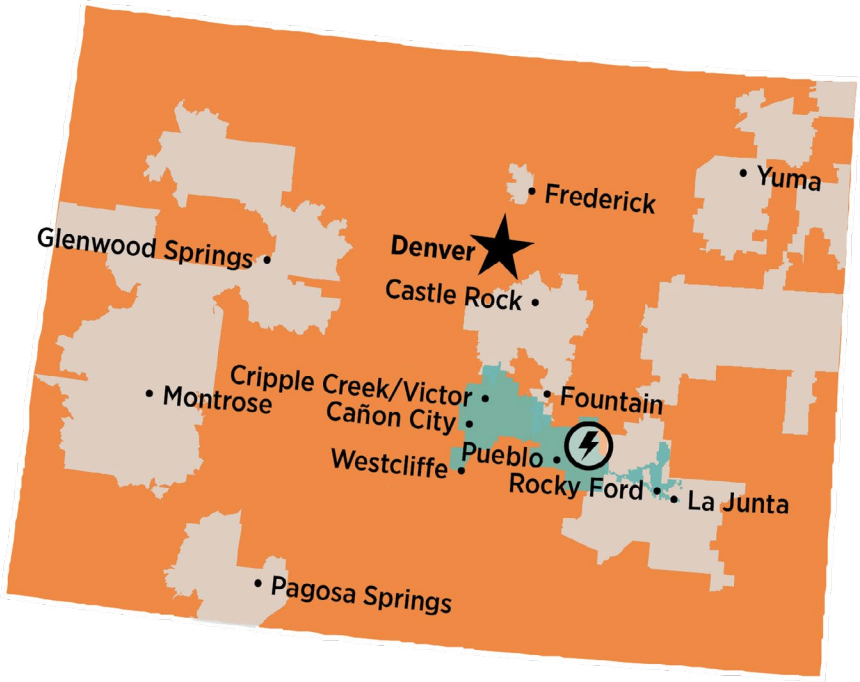 Yuma
Frederick
Glenwood Springs
Denver
Castle Rock
Cripple Creek/Victor
Fountain
Montrose
Cañon City
Westcliffe
Pueblo
Rocky Ford
La Junta
Pagosa Springs